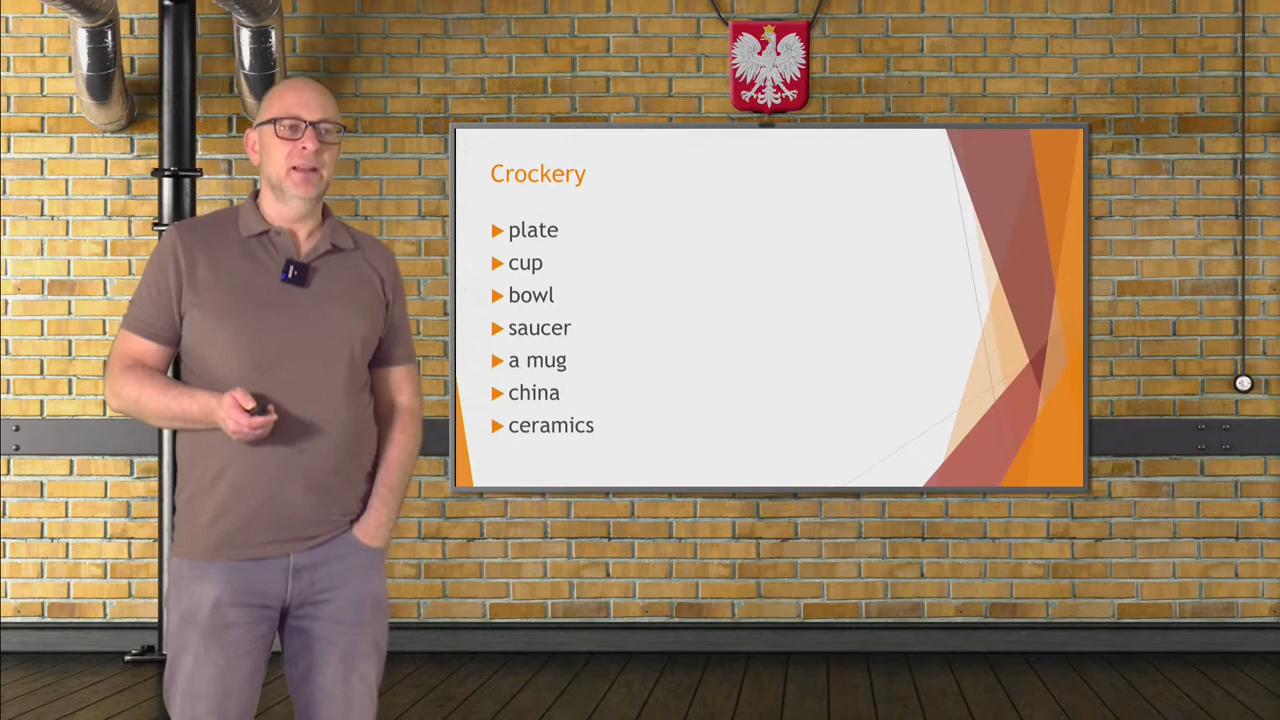 Crockery
plate
cup
bowl
saucer
a mug
china
ceramics